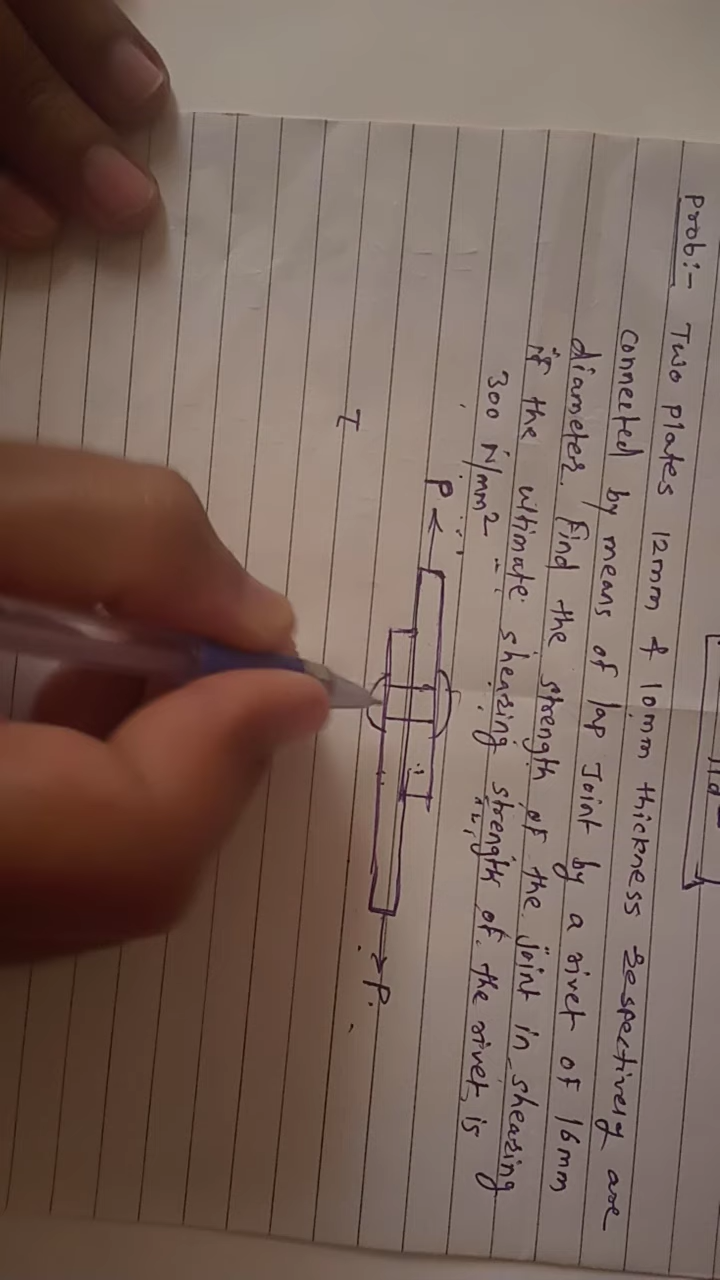 Prob:- Two plates 12mm & 10mm thickness respectively are
connected by means of lap Joint by a rivet of 16mm
diameter. Find the strength of the Joint in shearing
if the ultimate shearing strength of the rivet is
300 N/mm²
P
P
I